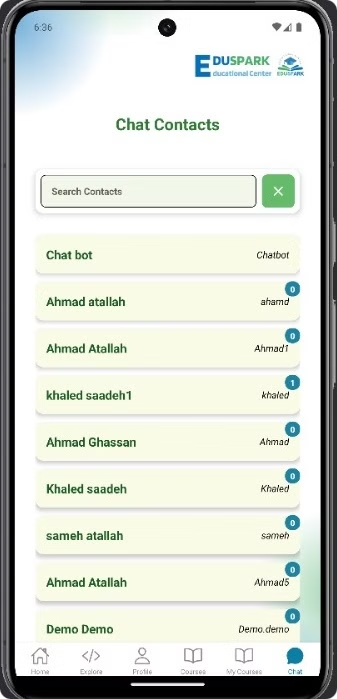 6:36
EDUSPARK
Educational Center
EDUSPARK
Chat Contacts
Search Contacts
Chat bot Chatbot
0
Ahmad atallah ahamd
0
Ahmad Atallah Ahmad1
1
khaled saadeh1 khaled
0
Ahmad Ghassan Ahmad
0
Khaled saadeh Khaled
0
sameh atallah sameh
0
Ahmad Atallah Ahmad5
0
Demo Demo Demo.demo
Home Explore Profile Courses My Courses Chat